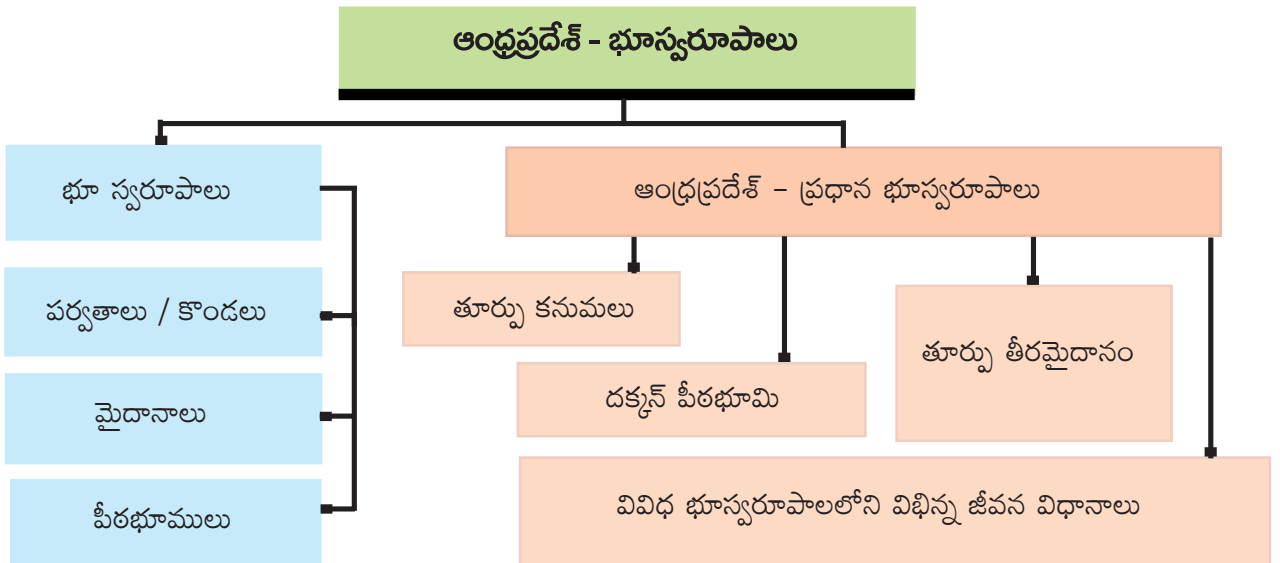 ఆంధ్రప్రదేశ్ - భూస్వరూపాలు
భూ స్వరూపాలు
పర్వతాలు / కొండలు
మైదానాలు
పీఠభూములు
ఆంధ్రప్రదేశ్ - ప్రధాన భూస్వరూపాలు
తూర్పు కనుమలు
దక్కన్ పీఠభూమి
తూర్పు తీరమైదానం
వివిధ భూస్వరూపాలలోని విభిన్న జీవన విధానాలు